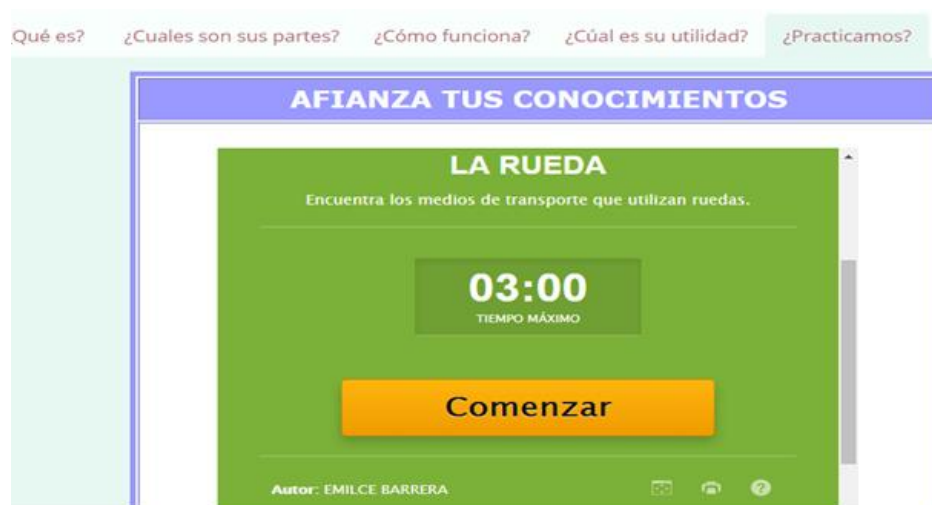 Qué es? ¿Cuales son sus partes? ¿Cómo funciona? ¿Cúal es su utilidad? ¿Practicamos?
AFIANZA TUS CONOCIMIENTOS
LA RUEDA
Encuentra los medios de transporte que utilizan ruedas.
03:00
TIEMPO MÁXIMO
Comenzar
Autor: EMILCE BARRERA